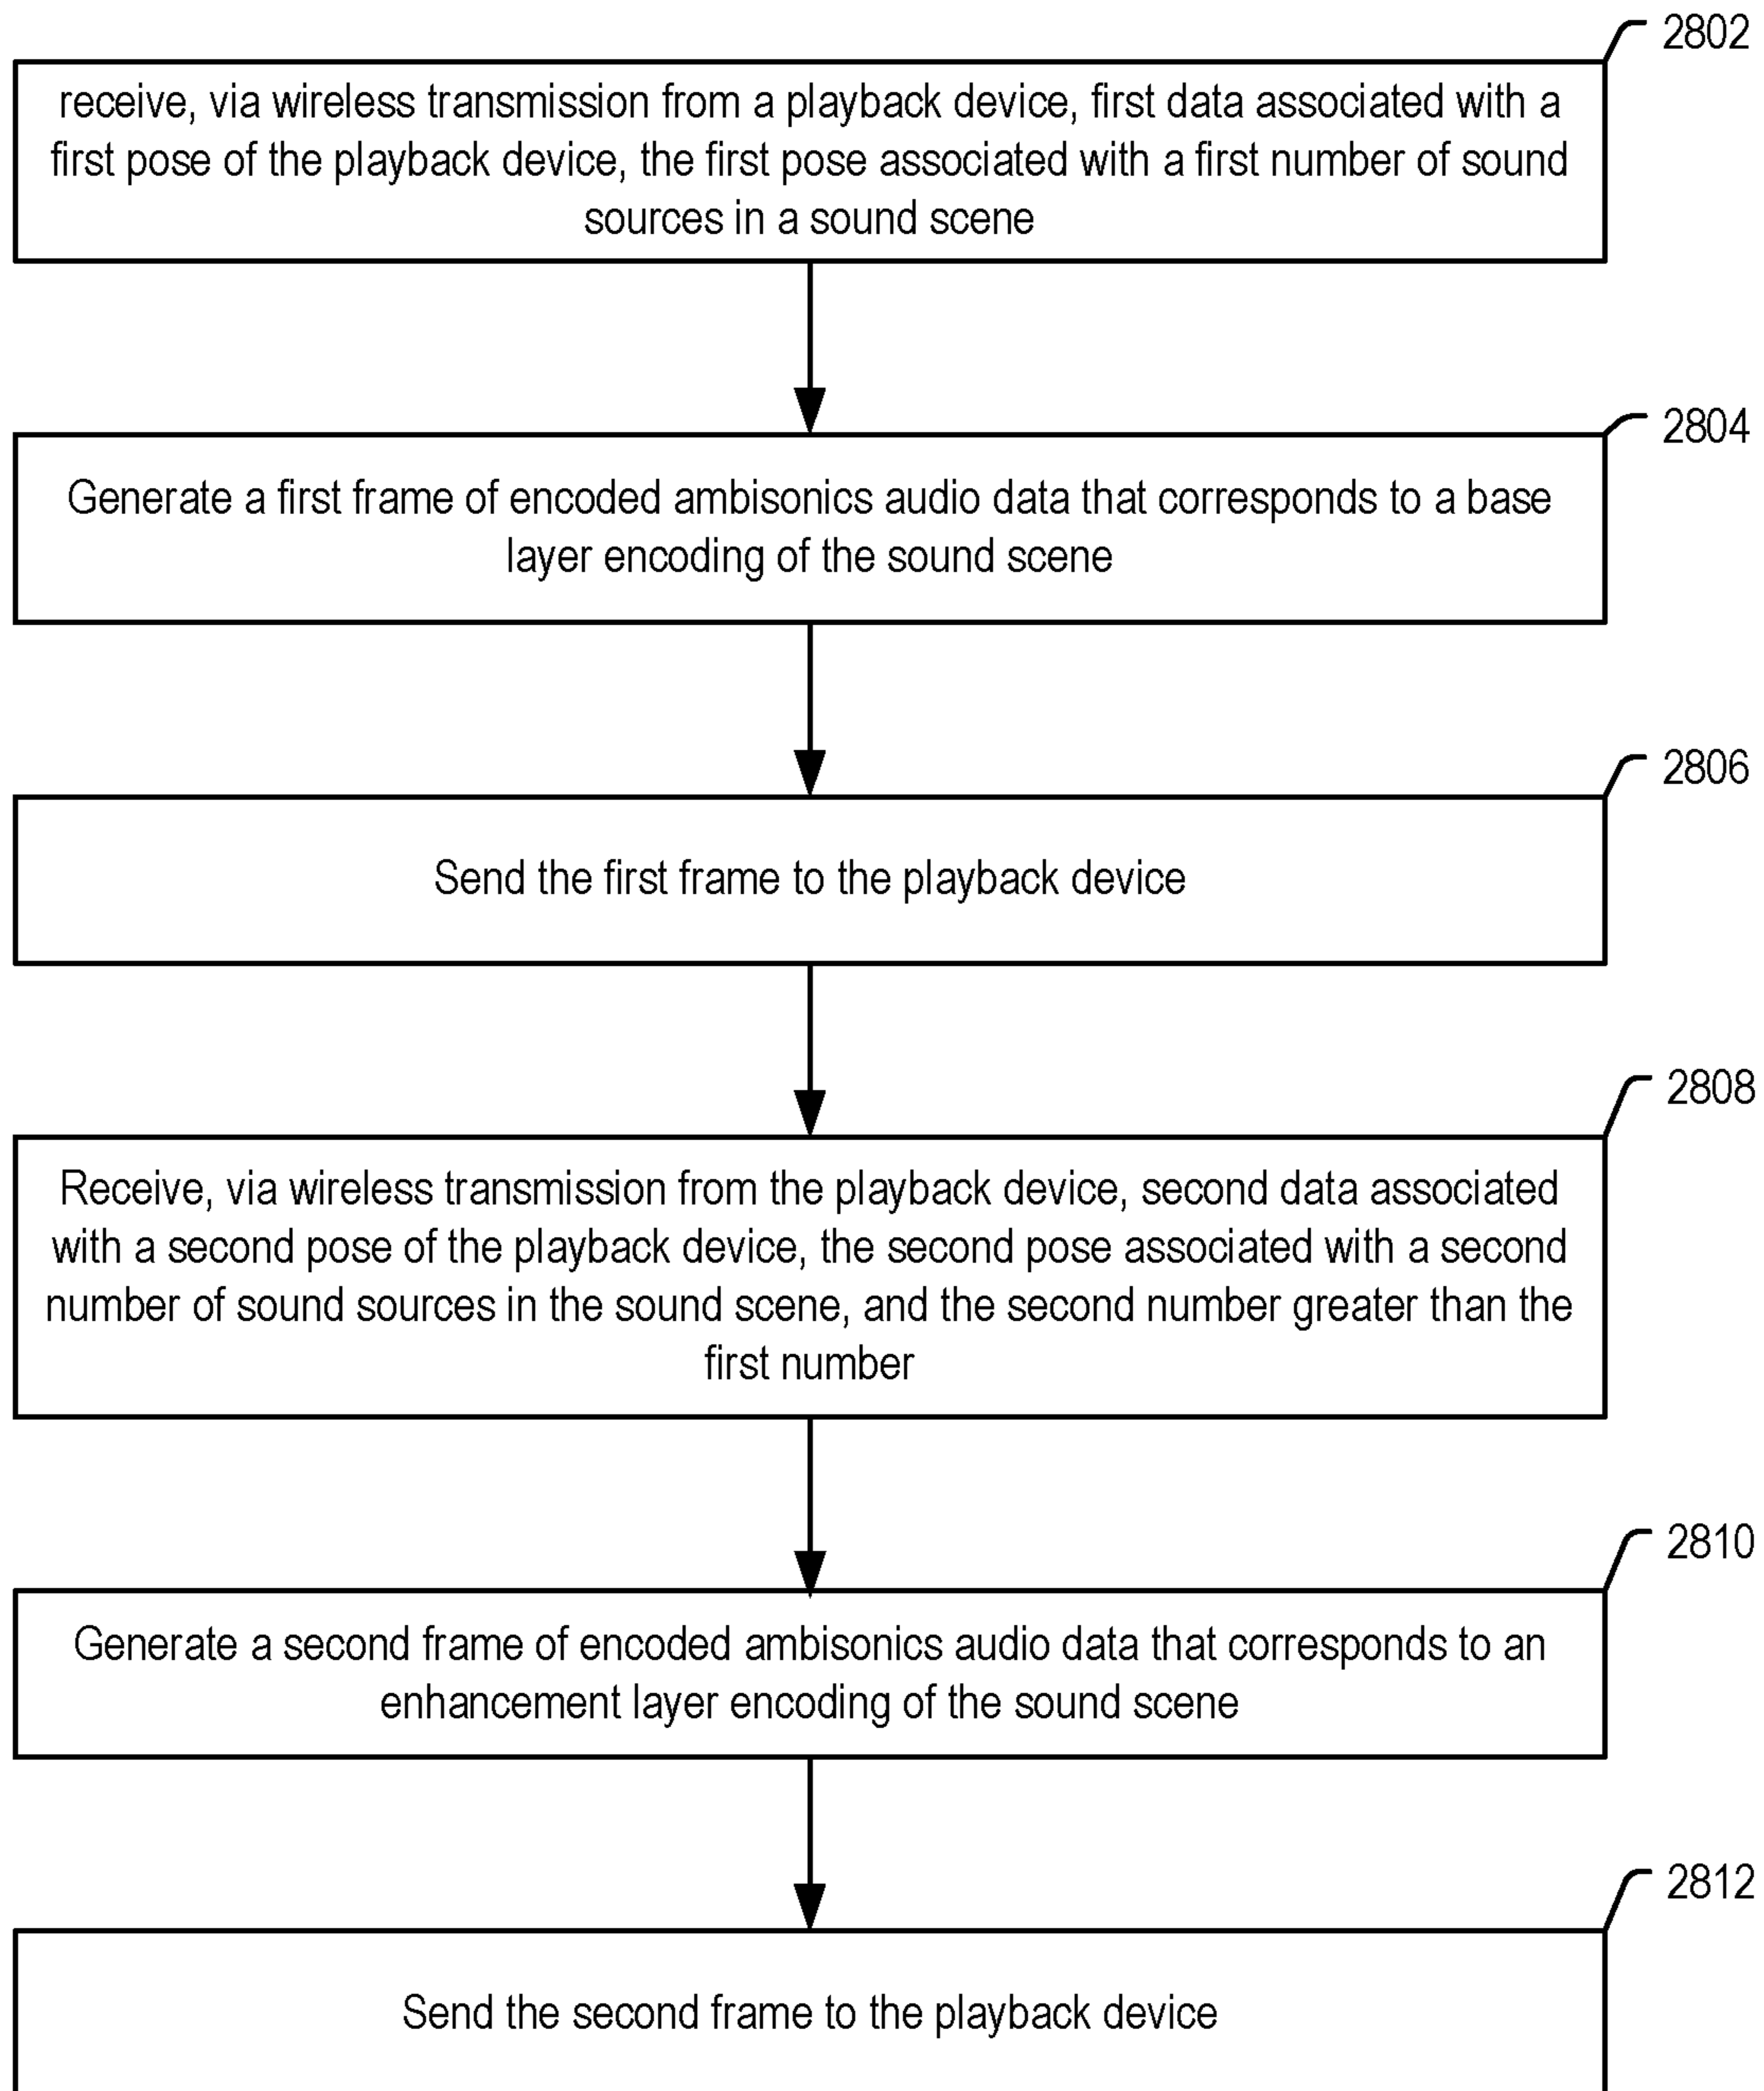 2802
receive, via wireless transmission from a playback device, first data associated with a
first pose of the playback device, the first pose associated with a first number of sound
sources in a sound scene
2804
Generate a first frame of encoded ambisonics audio data that corresponds to a base
layer encoding of the sound scene
2806
Send the first frame to the playback device
2808
Receive, via wireless transmission from the playback device, second data associated
with a second pose of the playback device, the second pose associated with a second
number of sound sources in the sound scene, and the second number greater than the
first number
2810
Generate a second frame of encoded ambisonics audio data that corresponds to an
enhancement layer encoding of the sound scene
2812
Send the second frame to the playback device